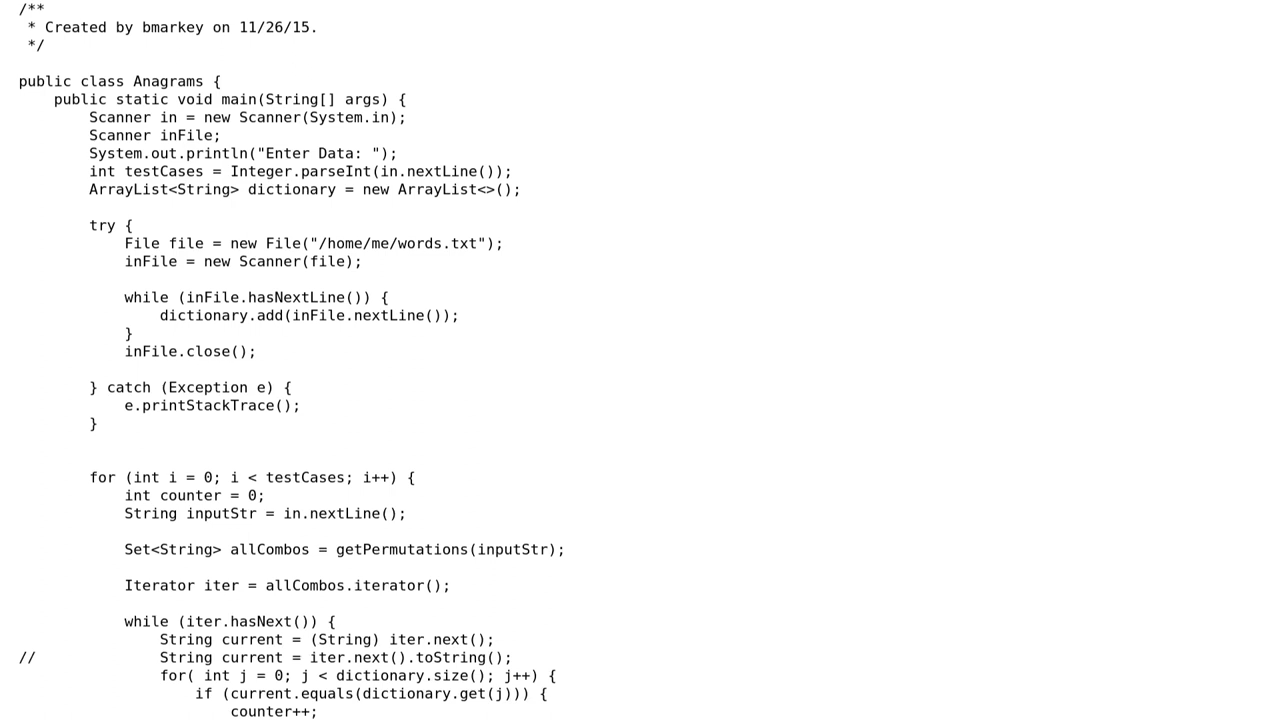 /**
 * Created by bmarkey on 11/26/15.
 */

public class Anagrams {
    public static void main(String[] args) {
        Scanner in = new Scanner(System.in);
        Scanner inFile;
        System.out.println("Enter Data: ");
        int testCases = Integer.parseInt(in.nextLine());
        ArrayList<String> dictionary = new ArrayList<>();

        try {
            File file = new File("/home/me/words.txt");
            inFile = new Scanner(file);

            while (inFile.hasNextLine()) {
                dictionary.add(inFile.nextLine());
            }
            inFile.close();

        } catch (Exception e) {
            e.printStackTrace();
        }


        for (int i = 0; i < testCases; i++) {
            int counter = 0;
            String inputStr = in.nextLine();

            Set<String> allCombos = getPermutations(inputStr);

            Iterator iter = allCombos.iterator();

            while (iter.hasNext()) {
                String current = (String) iter.next();
//              String current = iter.next().toString();
                for( int j = 0; j < dictionary.size(); j++) {
                    if (current.equals(dictionary.get(j))) {
                        counter++;